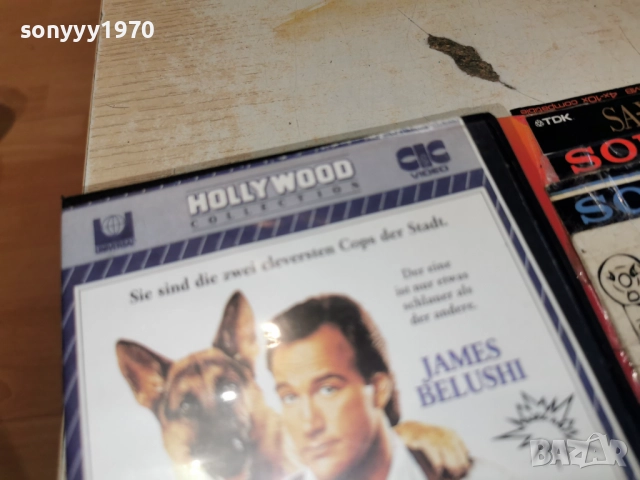 sonyyy1970
HOLLYWOOD
COLLECTION
CIC
VIDEO
Sie sind die zwei cleversten Cops der Stadt.
Der eine
ist nur etwas
schlauer als
der andere.
JAMES
BELUSHI
TDK
BAZAR